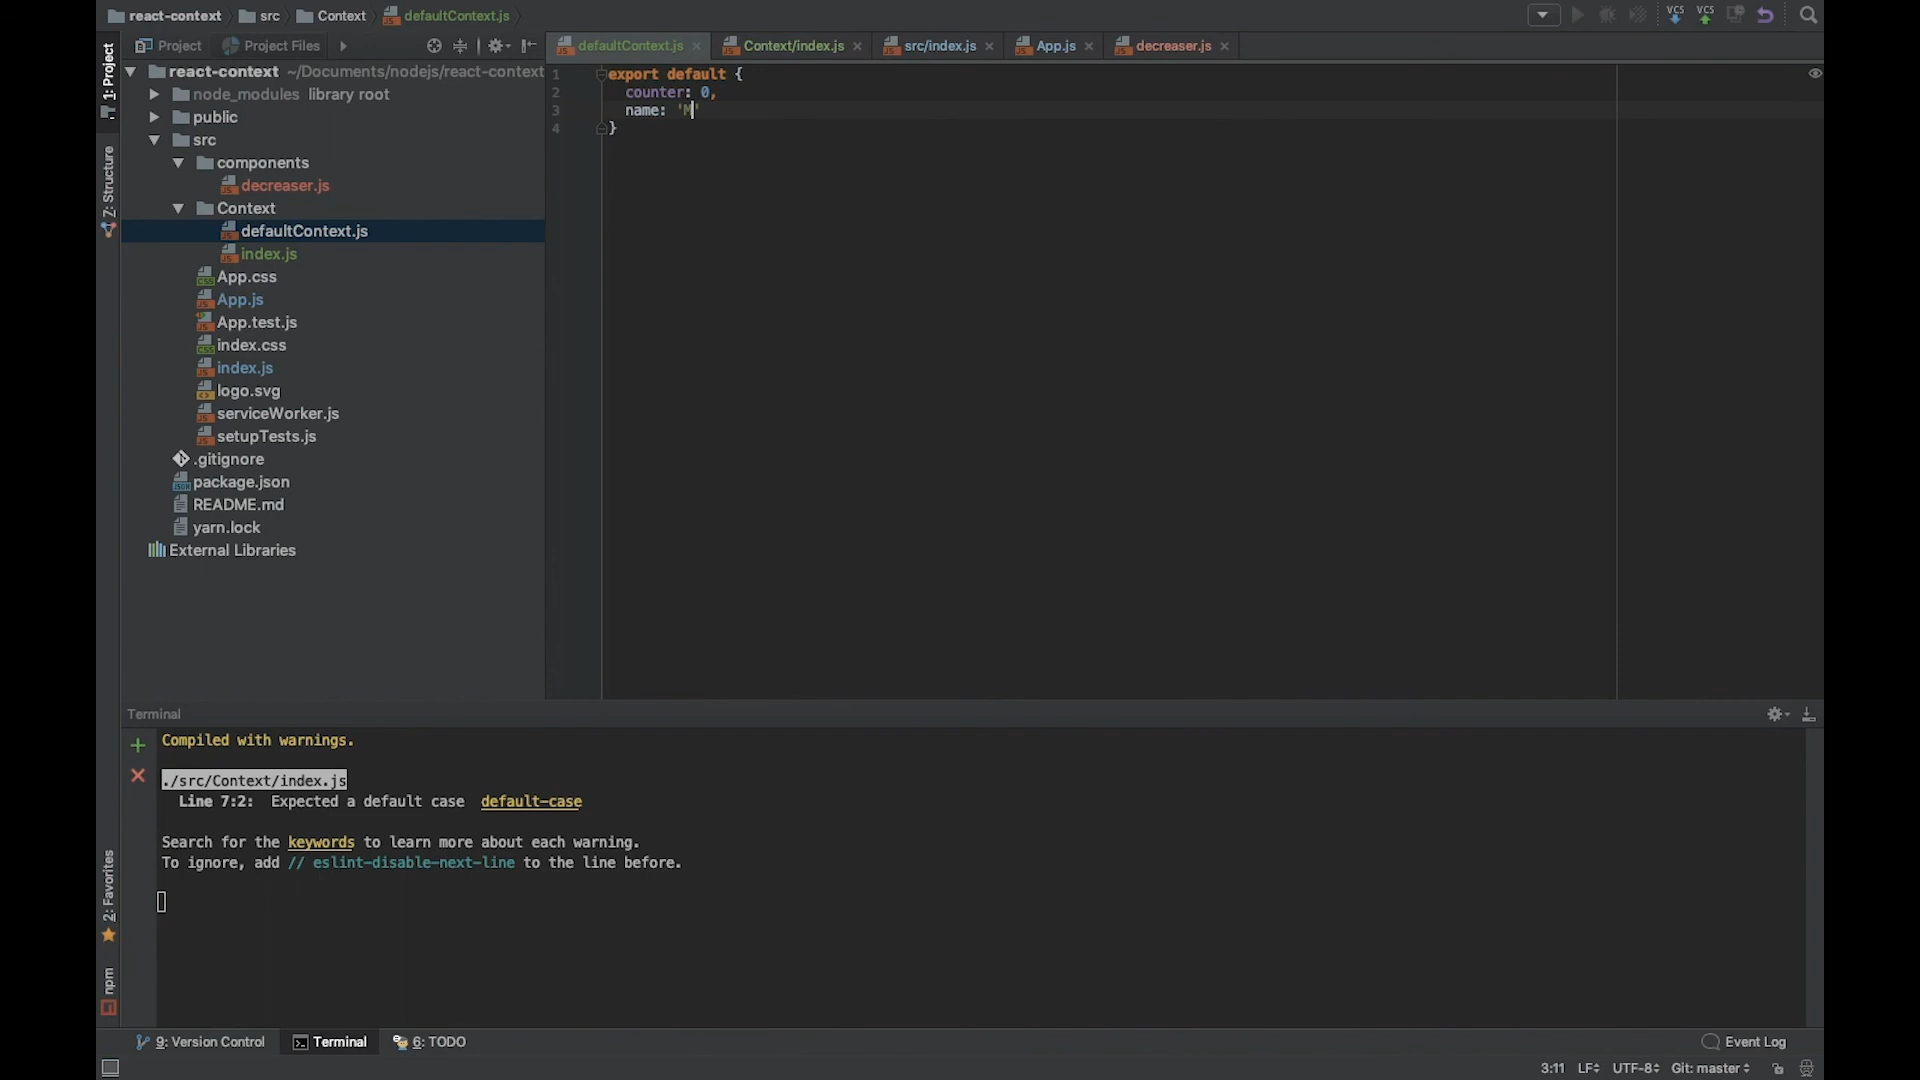 react-context src Context defaultContext.js
VCS VCS
1: Project
Z: Structure
2: Favorites
npm
Project Project Files
react-context ~/Documents/nodejs/react-context
node_modules library root
public
src
components
decreaser.js
Context
defaultContext.js
index.js
App.css
App.js
App.test.js
index.css
index.js
logo.svg
serviceWorker.js
setupTests.js
.gitignore
package.json
README.md
yarn.lock
External Libraries
defaultContext.js Context/index.js src/index.js App.js decreaser.js
1 export default {
2 counter: 0,
3 name: 'M'
4 }
Terminal
Compiled with warnings.
./src/Context/index.js
Line 7:2: Expected a default case default-case
Search for the keywords to learn more about each warning.
To ignore, add // eslint-disable-next-line to the line before.
9: Version Control Terminal 6: TODO Event Log
3:11 LF UTF-8 Git: master